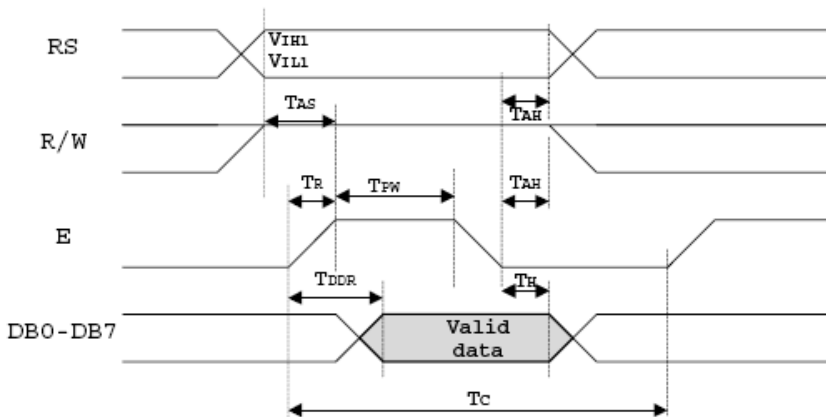 RS
VIH1
VIL1
TAS
TAH
R/W
TR
TPW
TAH
E
TDDR
TH
DB0-DB7
Valid
data
TC